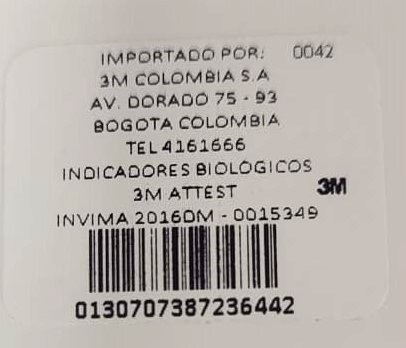 IMPORTADO POR: 0042
3M COLOMBIA S.A
AV. DORADO 75 - 93
BOGOTA COLOMBIA
TEL 4161666
INDICADORES BIOLOGICOS
3M ATTEST
3M
INVIMA 2016DM - 0015349
0130707387236442